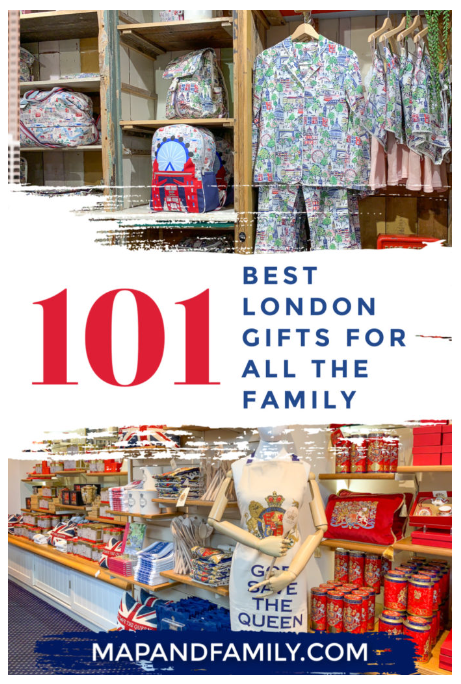 101
BEST
LONDON
GIFTS FOR
ALL THE
FAMILY
GOD
SAVE
THE
QUEEN
MAPANDFAMILY.COM